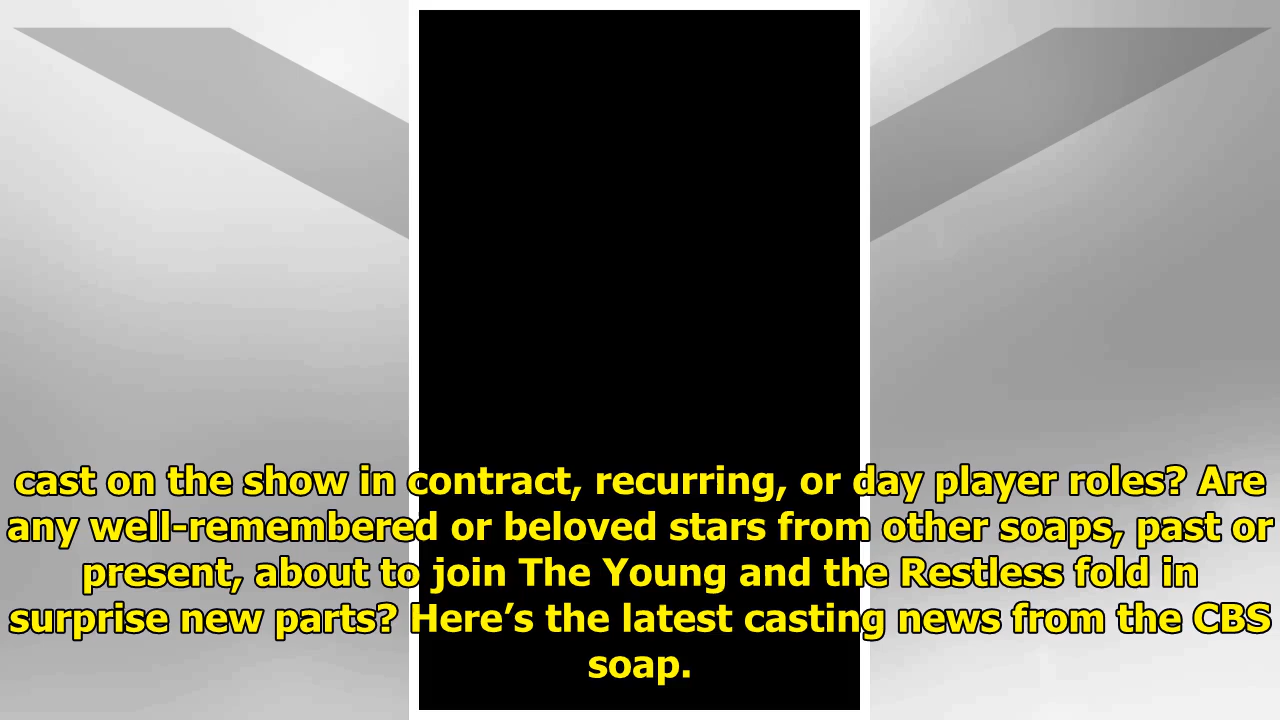 cast on the show in contract, recurring, or day player roles? Are
any well-remembered or beloved stars from other soaps, past or
present, about to join The Young and the Restless fold in
surprise new parts? Here’s the latest casting news from the CBS
soap.